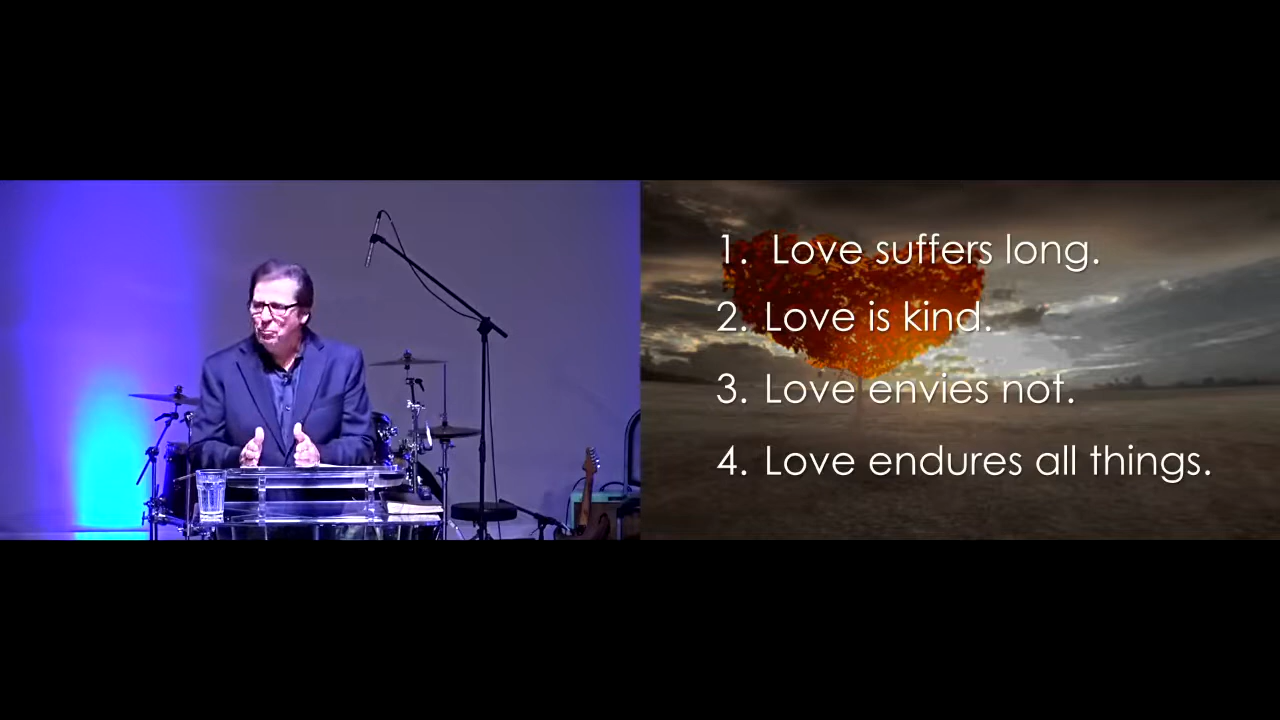 1. Love suffers long.
2. Love is kind.
3. Love envies not.
4. Love endures all things.